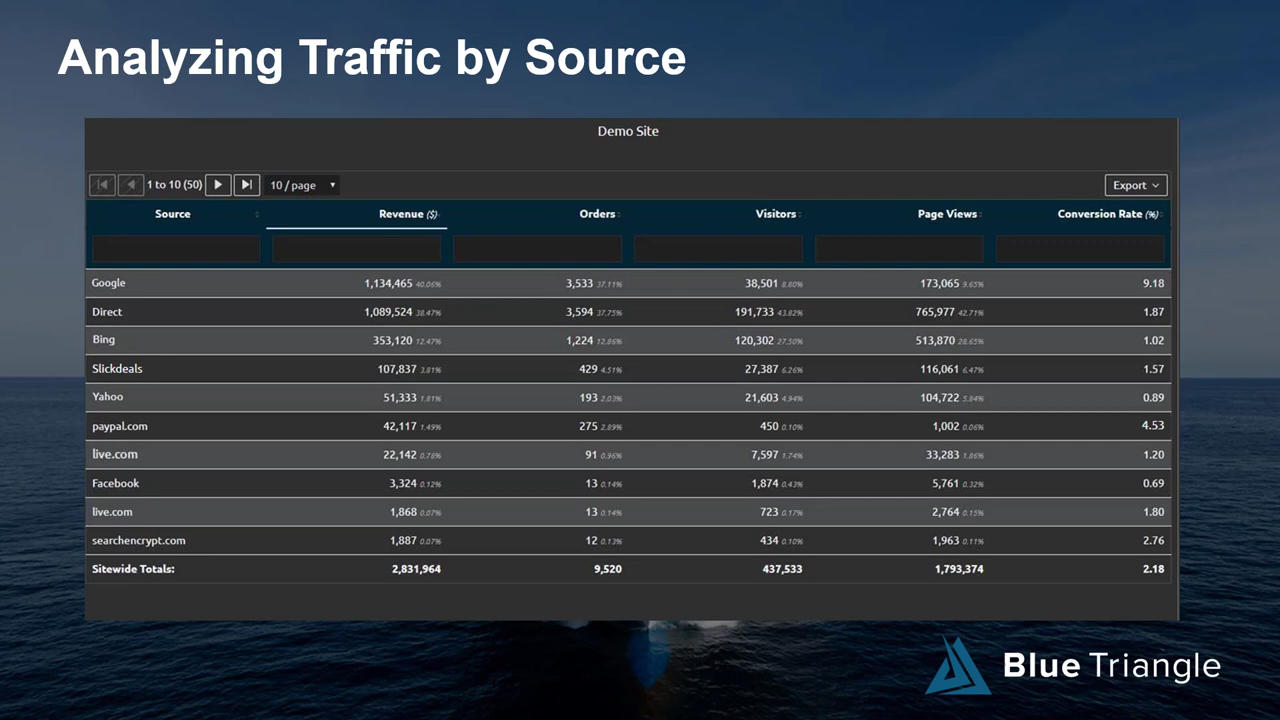 Analyzing Traffic by Source
Demo Site
1 to 10 (50) 10 / page Export
Source Revenue ($) Orders Visitors Page Views Conversion Rate (%)
Google 1,134,465 40.06% 3,533 37.11% 38,501 8.80% 173,065 9.65% 9.18
Direct 1,089,524 38.47% 3,594 37.75% 191,733 43.82% 765,977 42.71% 1.87
Bing 353,120 12.47% 1,224 12.86% 120,302 27.50% 513,870 28.65% 1.02
Slickdeals 107,837 3.81% 429 4.51% 27,387 6.26% 116,061 6.47% 1.57
Yahoo 51,333 1.81% 193 2.03% 21,603 4.94% 104,722 5.84% 0.89
paypal.com 42,117 1.49% 275 2.89% 450 0.10% 1,002 0.06% 4.53
live.com 22,142 0.78% 91 0.96% 7,597 1.74% 33,283 1.86% 1.20
Facebook 3,324 0.12% 13 0.14% 1,874 0.43% 5,761 0.32% 0.69
live.com 1,868 0.07% 13 0.14% 723 0.17% 2,764 0.15% 1.80
searchencrypt.com 1,887 0.07% 12 0.13% 434 0.10% 1,963 0.11% 2.76
Sitewide Totals: 2,831,964 9,520 437,533 1,793,374 2.18
Blue Triangle